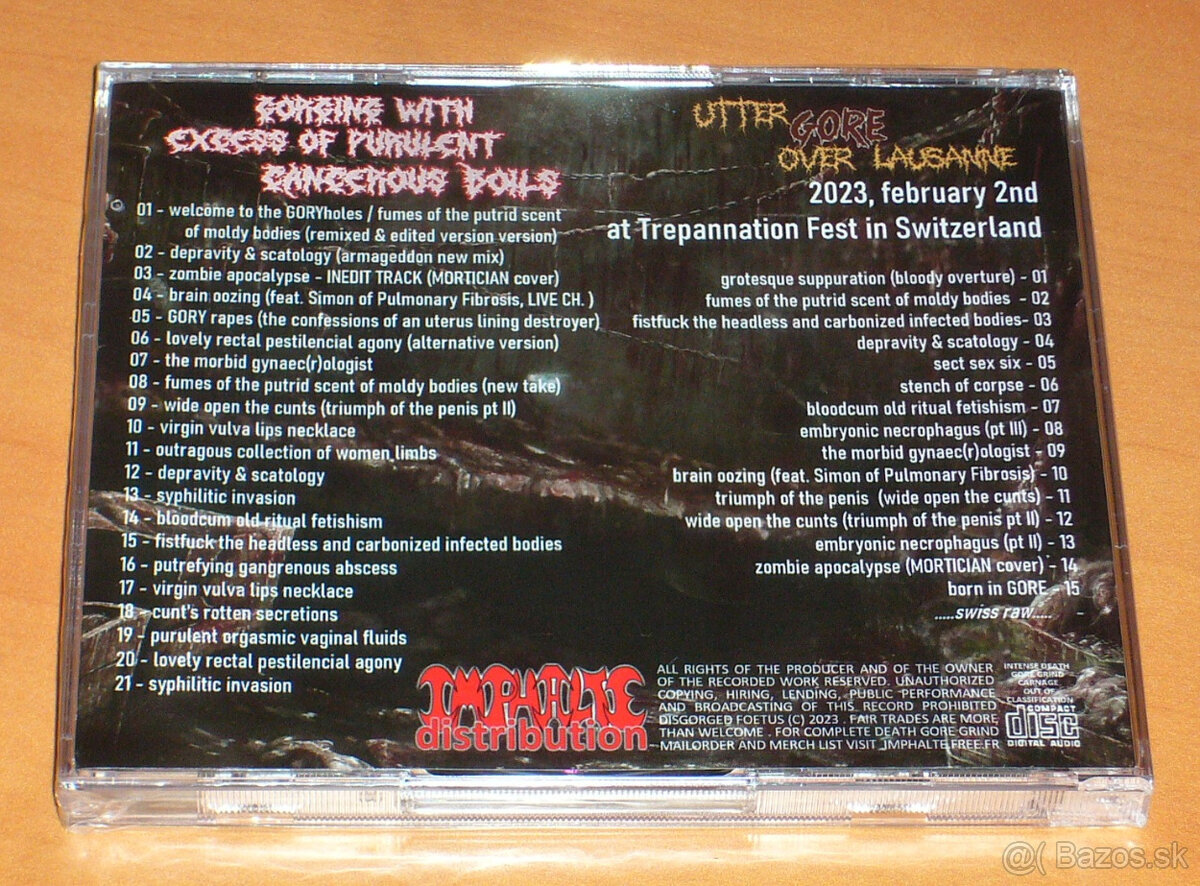 GORGING WITH
EXCESS OF PURULENT
CANCEROUS BOILS
01 - welcome to the GORYholes / fumes of the putrid scent
of moldy bodies (remixed & edited version version)
02 - depravity & scatology (armageddon new mix)
03 - zombie apocalypse - INEDIT TRACK (MORTICIAN cover)
04 - brain oozing (feat. Simon of Pulmonary Fibrosis, LIVE CH. )
05 - GORY rapes (the confessions of an uterus lining destroyer)
06 - lovely rectal pestilencial agony (alternative version)
07 - the morbid gynaec(r)ologist
08 - fumes of the putrid scent of moldy bodies (new take)
09 - wide open the cunts (triumph of the penis pt II)
10 - virgin vulva lips necklace
11 - outragous collection of women limbs
12 - depravity & scatology
13 - syphilitic invasion
14 - bloodcum old ritual fetishism
15 - fistfuck the headless and carbonized infected bodies
16 - putrefying gangrenous abscess
17 - virgin vulva lips necklace
18 - cunt's rotten secretions
19 - purulent orgasmic vaginal fluids
20 - lovely rectal pestilencial agony
21 - syphilitic invasion
UTTER
GORE
OVER LAUSANNE
2023, february 2nd
at Trepannation Fest in Switzerland
grotesque suppuration (bloody overture) - 01
fumes of the putrid scent of moldy bodies - 02
fistfuck the headless and carbonized infected bodies- 03
depravity & scatology - 04
sect sex six - 05
stench of corpse - 06
bloodcum old ritual fetishism - 07
embryonic necrophagus (pt III) - 08
the morbid gynaec(r)ologist - 09
brain oozing (feat. Simon of Pulmonary Fibrosis) - 10
triumph of the penis (wide open the cunts) - 11
wide open the cunts (triumph of the penis pt II) - 12
embryonic necrophagus (pt II) - 13
zombie apocalypse (MORTICIAN cover) - 14
born in GORE - 15
.....swiss raw..... -
IMPHALTE
distribution
ALL RIGHTS OF THE PRODUCER AND OF THE OWNER
OF THE RECORDED WORK RESERVED. UNAUTHORIZED
COPYING, HIRING, LENDING, PUBLIC PERFORMANCE
AND BROADCASTING OF THIS RECORD PROHIBITED
DISGORGED FOETUS (C) 2023 . FAIR TRADES ARE MORE
THAN WELCOME . FOR COMPLETE DEATH GORE GRIND
MAILORDER AND MERCH LIST VISIT IMPHALTE.FREE.FR
INTENSE DEATH
GORE GRIND
CARNAGE
OUT OF
CLASSIFICATION
COMPACT
disc
DIGITAL AUDIO
@( Bazos.sk